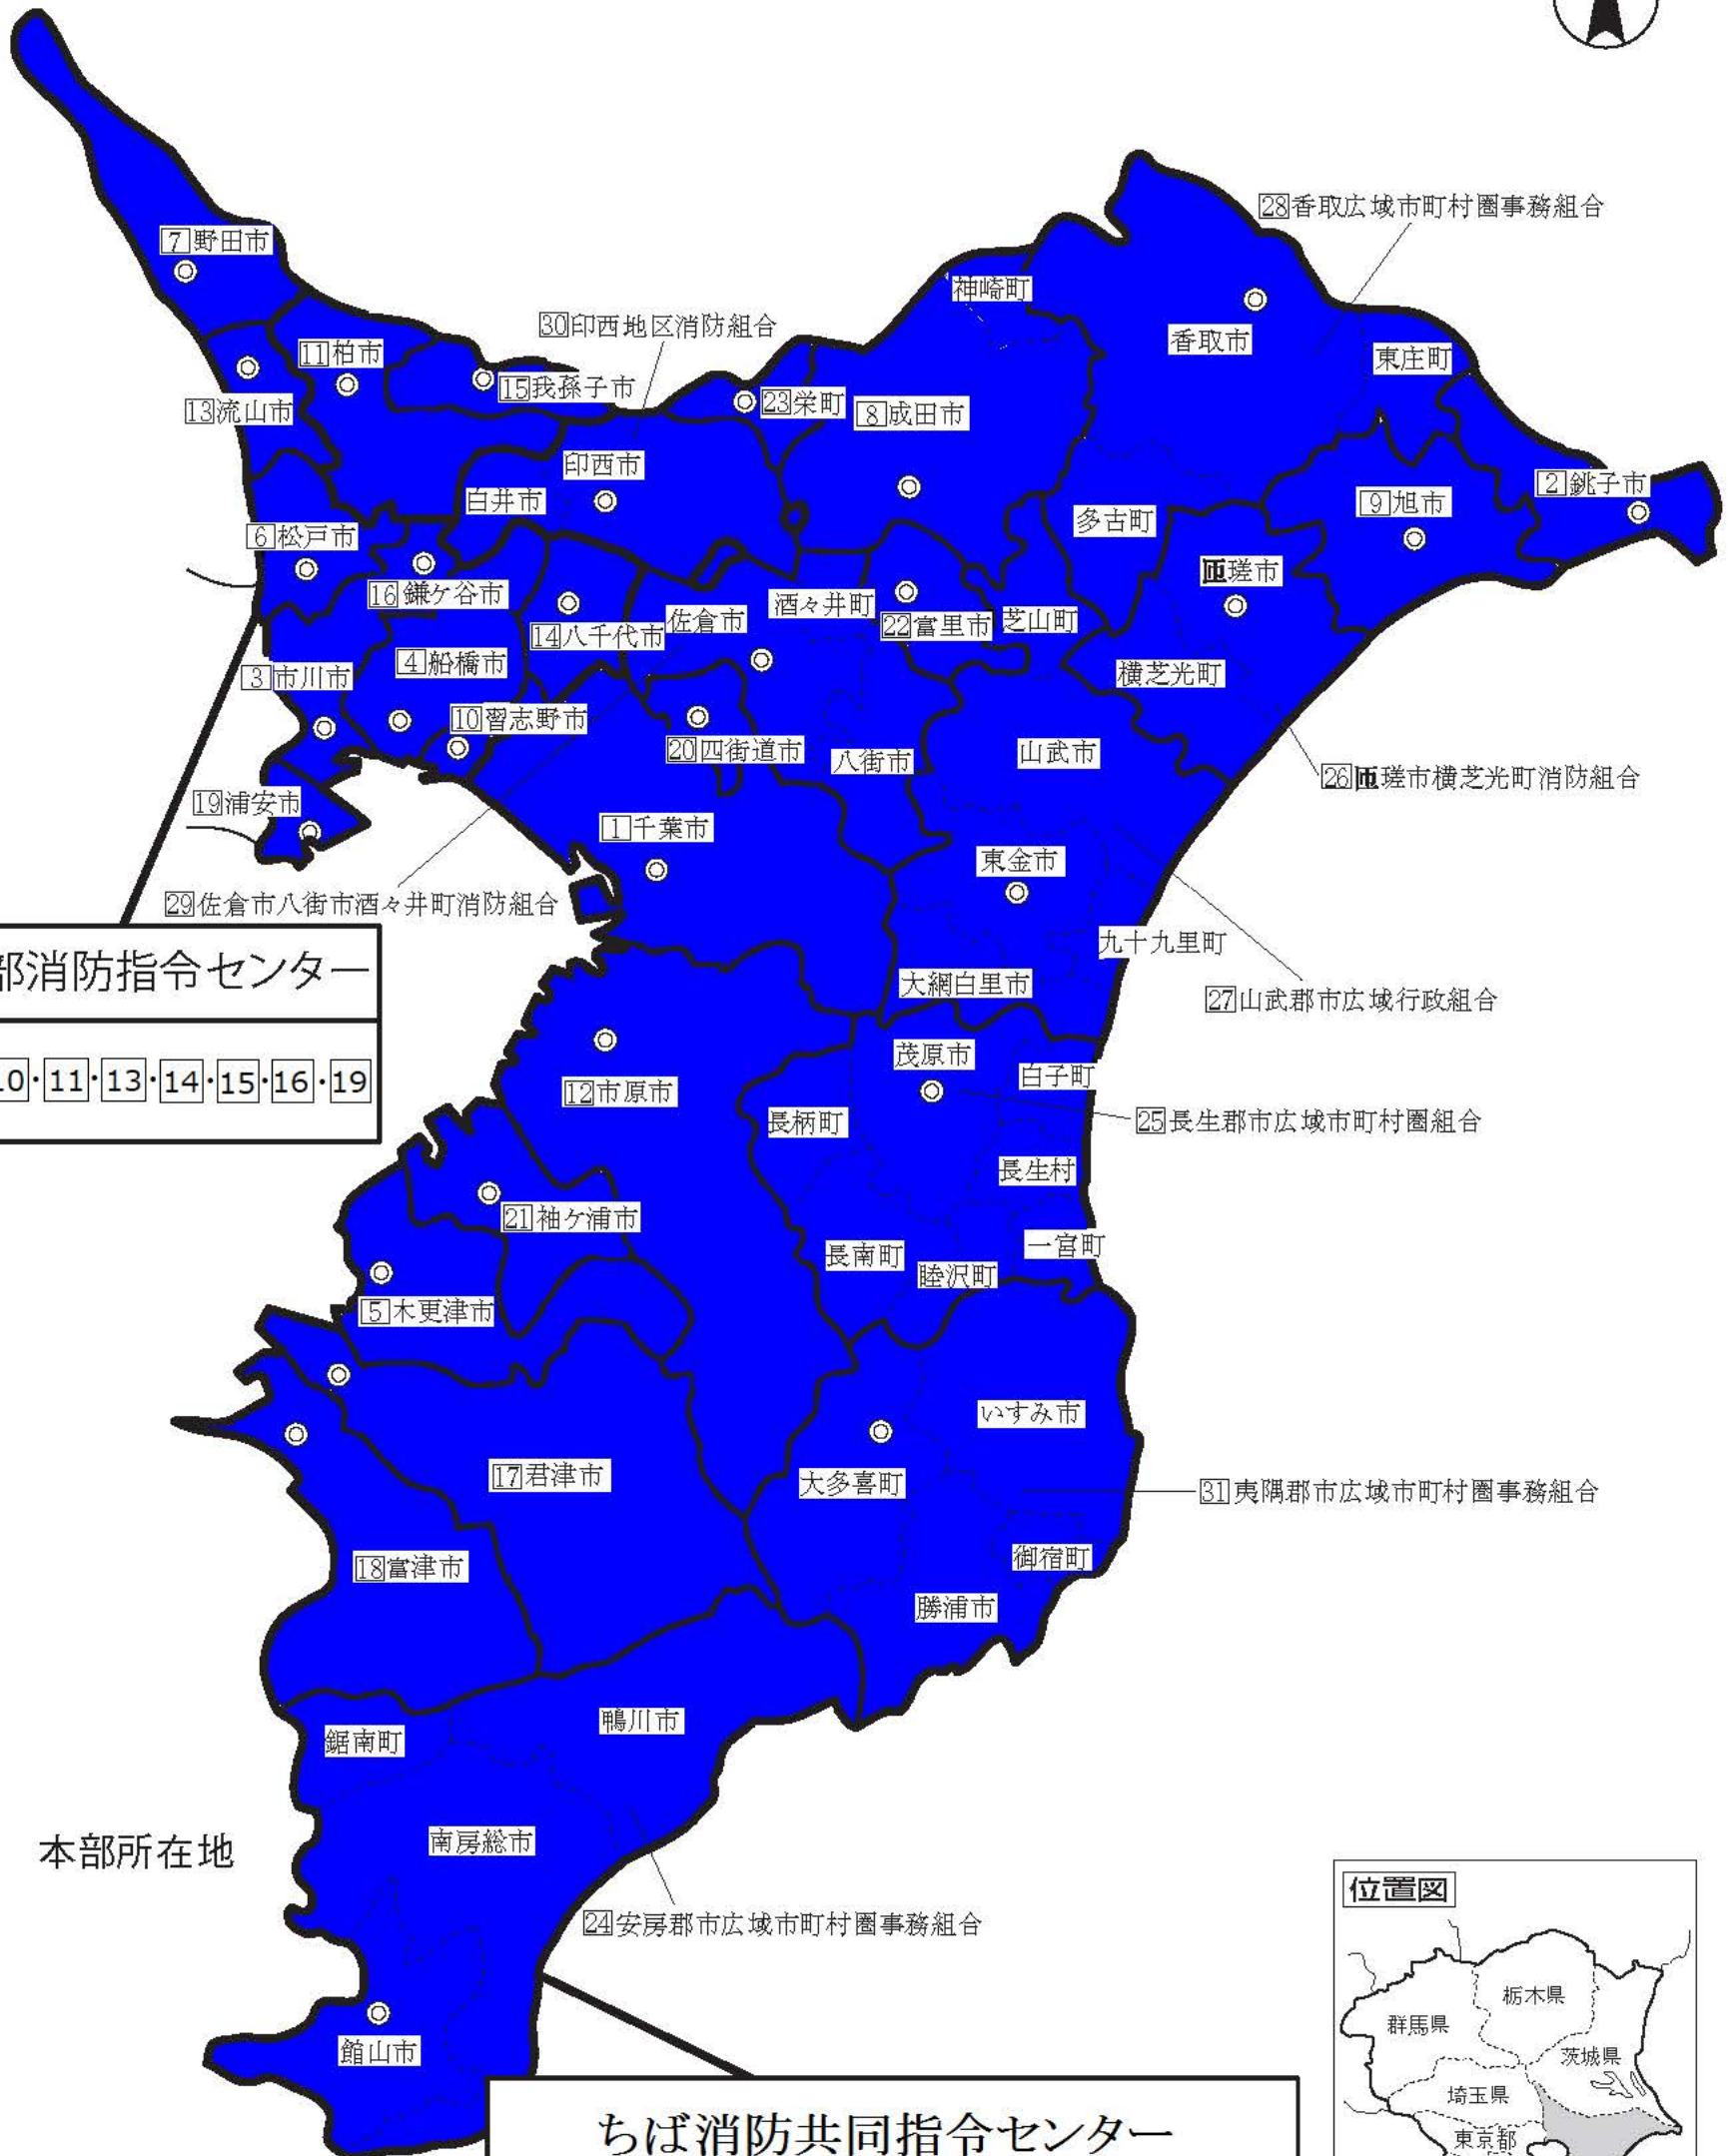 28香取広域市町村圏事務組合
7野田市
神崎町
30印西地区消防組合
香取市
11柏市
東庄町
15我孫子市
13流山市
23栄町
8成田市
印西市
2銚子市
白井市
9旭市
多古町
6松戸市
匝瑳市
16鎌ケ谷市
酒々井町
佐倉市
22富里市
芝山町
14八千代市
4船橋市
横芝光町
3市川市
10習志野市
20四街道市
山武市
八街市
26匝瑳市横芝光町消防組合
19浦安市
1千葉市
東金市
29佐倉市八街市酒々井町消防組合
九十九里町
部消防指令センター
大網白里市
27山武郡市広域行政組合
茂原市
白子町
10・11・13・14・15・16・19
12市原市
長柄町
25長生郡市広域市町村圏組合
長生村
21袖ケ浦市
一宮町
長南町
睦沢町
5木更津市
いすみ市
17君津市
大多喜町
31夷隅郡市広域市町村圏事務組合
御宿町
18富津市
勝浦市
鴨川市
鋸南町
南房総市
本部所在地
位置図
24安房郡市広域市町村圏事務組合
栃木県
群馬県
館山市
茨城県
埼玉県
ちば消防共同指令センター
東京都